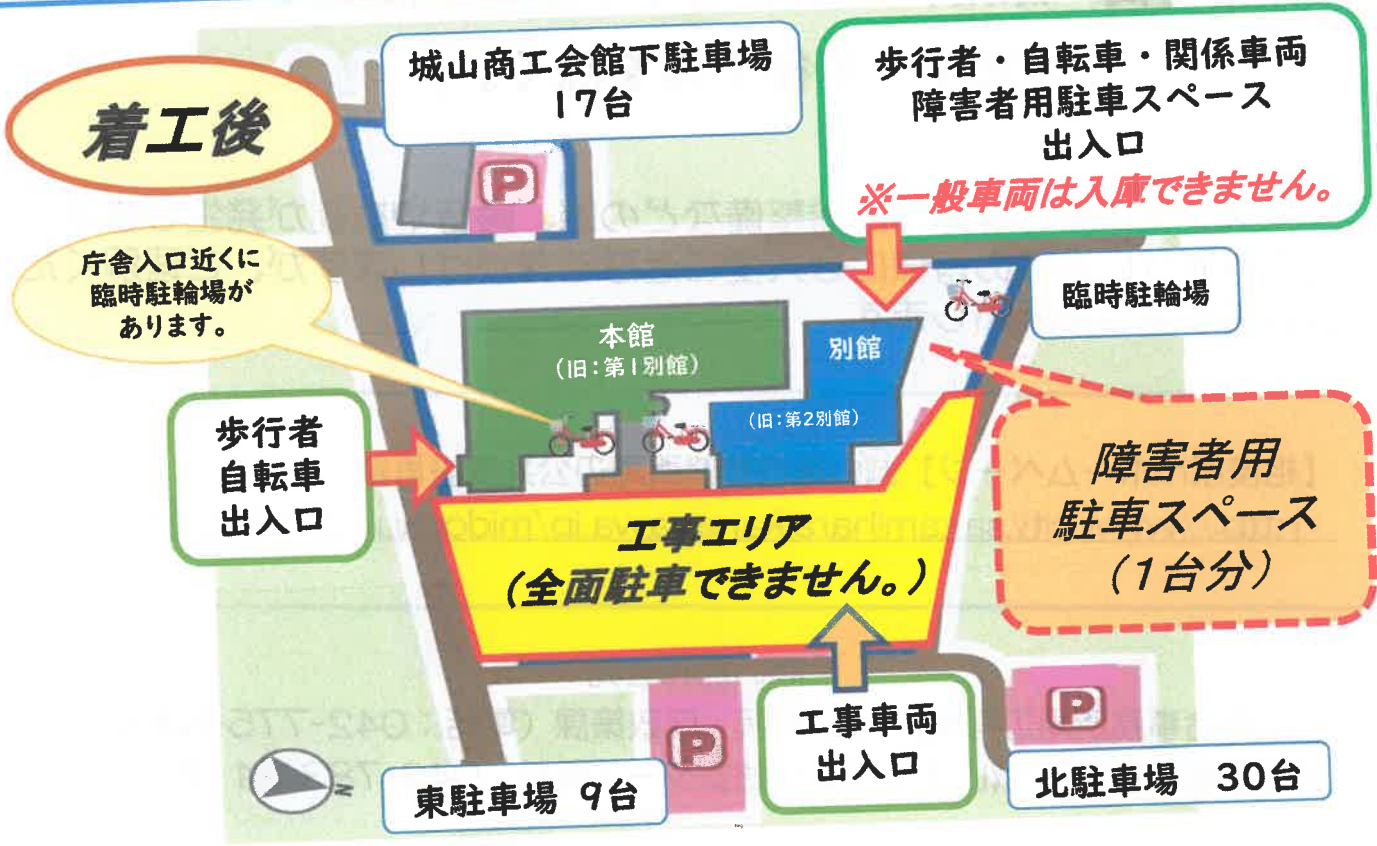 着工後
城山商工会館下駐車場
17台
歩行者・自転車・関係車両
障害者用駐車スペース
出入口
※一般車両は入庫できません。
P
庁舎入口近くに
臨時駐輪場が
あります。
臨時駐輪場
本館
(旧:第1別館)
別館
(旧:第2別館)
歩行者
自転車
出入口
障害者用
駐車スペース
(1台分)
工事エリア
(全面駐車できません。)
P
P
工事車両
出入口
N
東駐車場 9台
北駐車場 30台